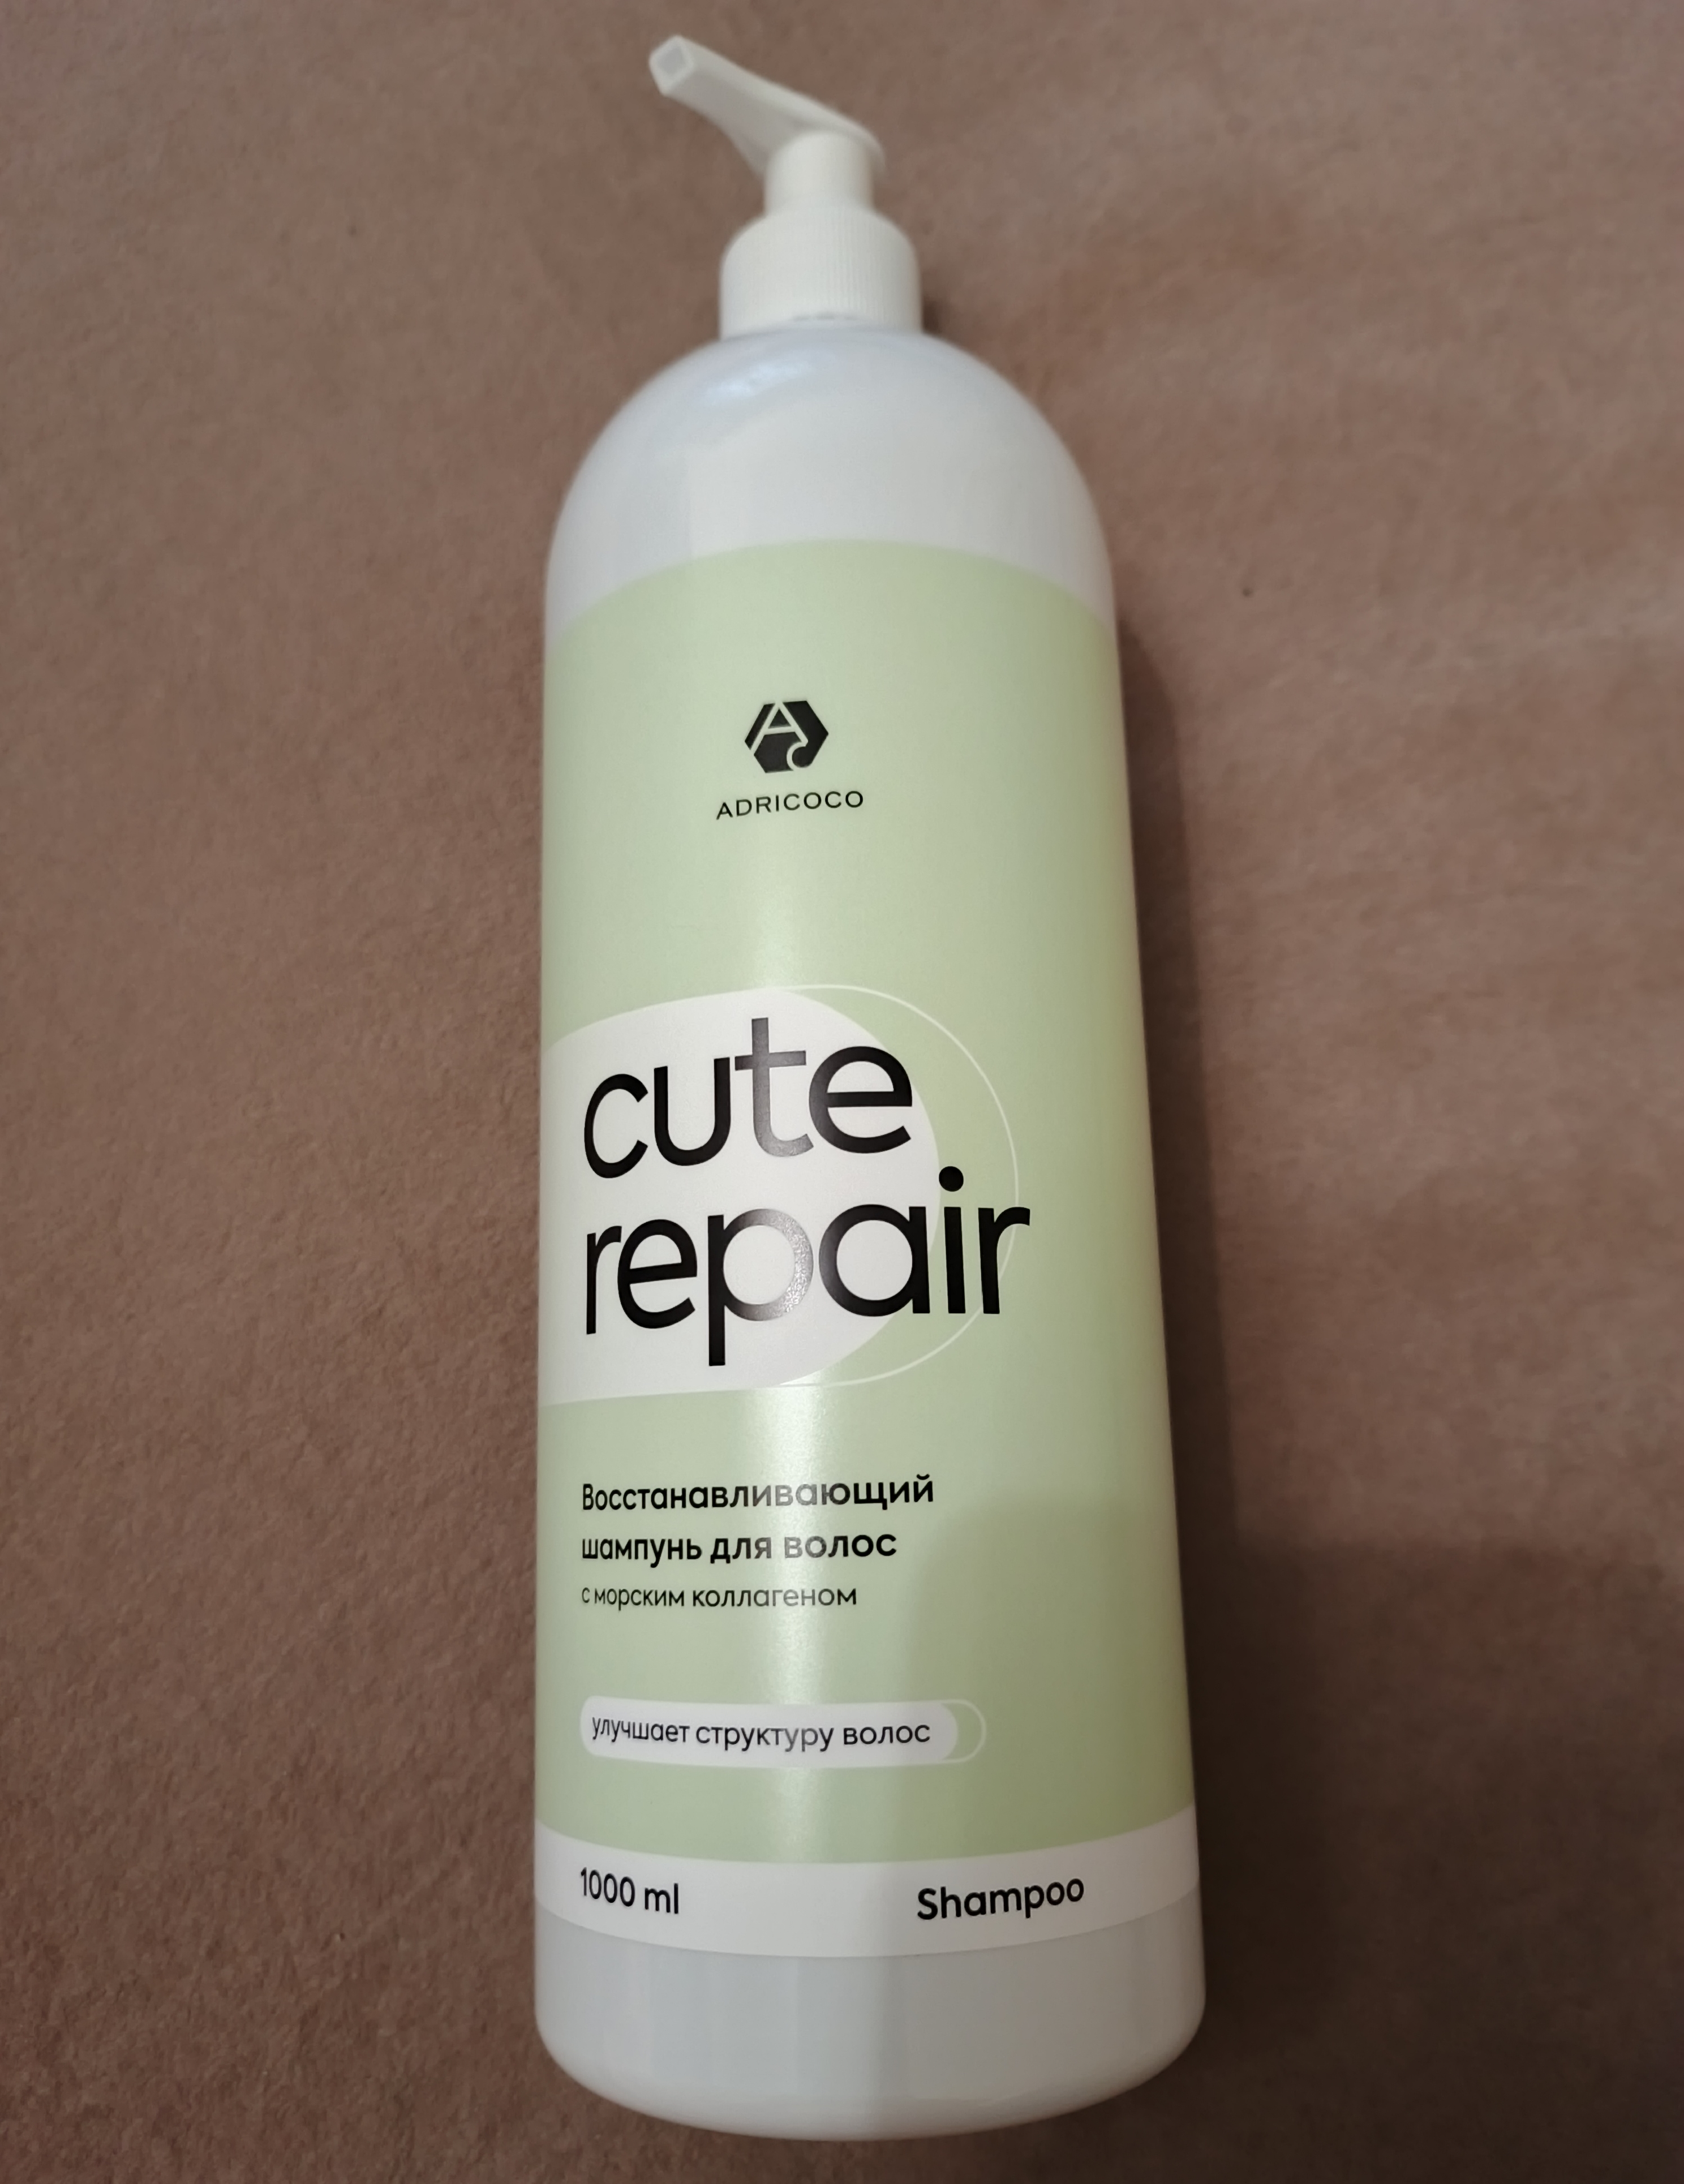 ADRICOCO
cute
repair
Восстанавливающий
шампунь для волос
с морским коллагеном
улучшает структуру волос
1000 ml Shampoo